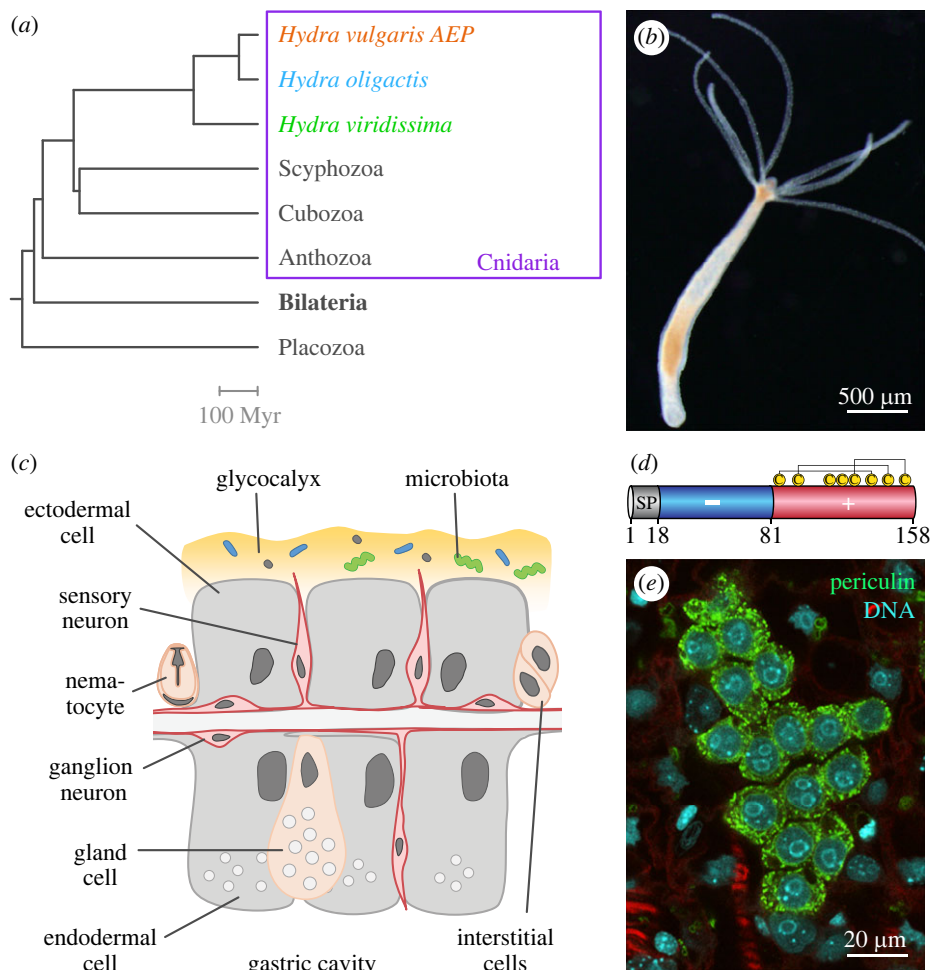 (a)
Hydra vulgaris AEP
Hydra oligactis
Hydra viridissima
Scyphozoa
Cubozoa
Anthozoa
Cnidaria
Bilateria
Placozoa
100 Myr
(b)
500 µm
(c)
glycocalyx
microbiota
ectodermal
cell
sensory
neuron
nema-
tocyte
ganglion
neuron
gland
cell
endodermal
cell
gastric cavity
interstitial
cells
(d)
SP
–
+
1 18 81 158
(e)
periculin
DNA
20 µm